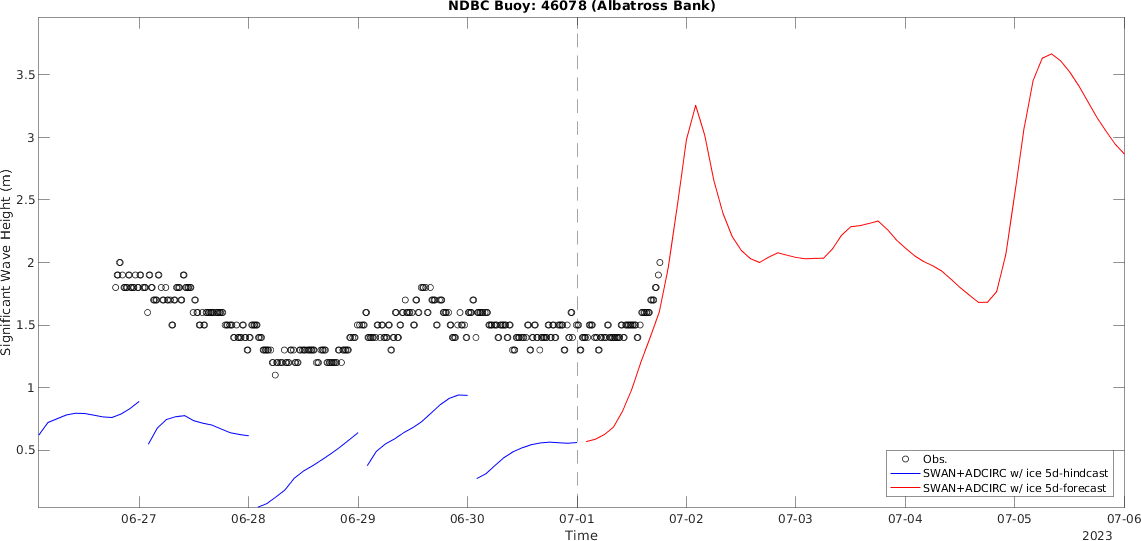 NDBC Buoy: 46078 (Albatross Bank)
Significant Wave Height (m)
3.5
3
2.5
2
1.5
1
0.5
Obs.
SWAN+ADCIRC w/ ice 5d-hindcast
SWAN+ADCIRC w/ ice 5d-forecast
06-27 06-28 06-29 06-30 07-01 07-02 07-03 07-04 07-05 07-06
Time
2023